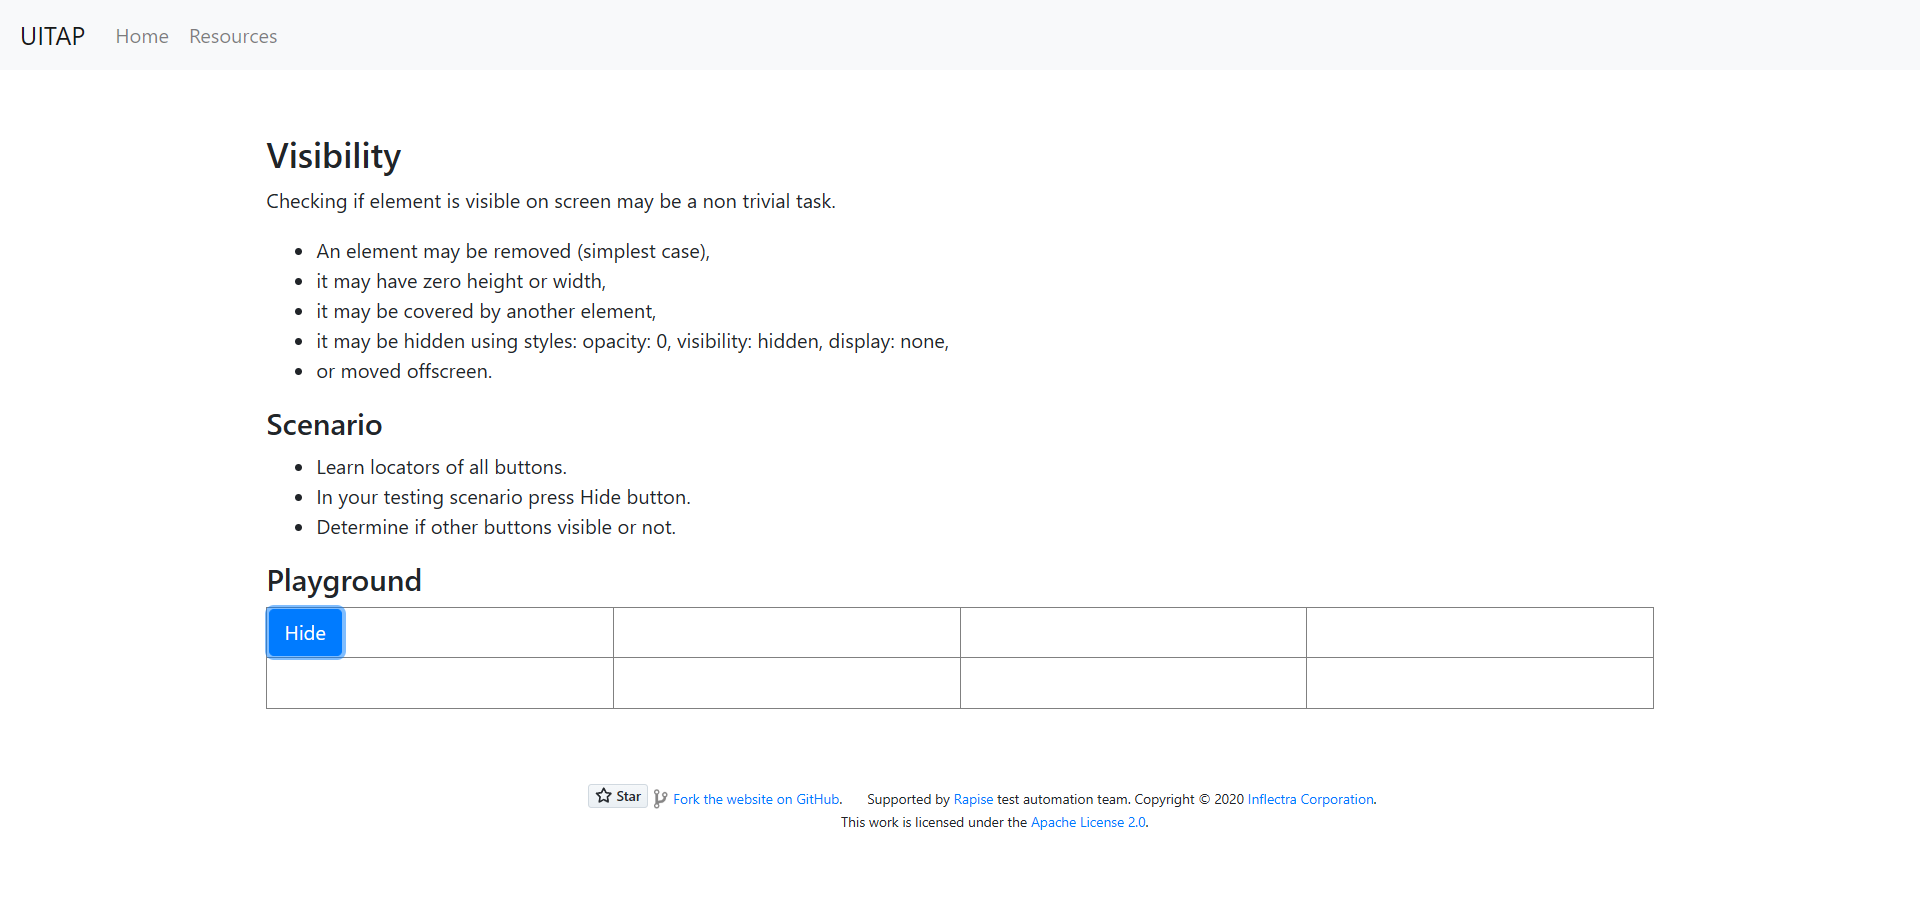 UITAP Home Resources
Visibility
Checking if element is visible on screen may be a non trivial task.
An element may be removed (simplest case),
it may have zero height or width,
it may be covered by another element,
it may be hidden using styles: opacity: 0, visibility: hidden, display: none,
or moved offscreen.
Scenario
Learn locators of all buttons.
In your testing scenario press Hide button.
Determine if other buttons visible or not.
Playground
Hide
Star Fork the website on GitHub. Supported by Rapise test automation team. Copyright © 2020 Inflectra Corporation.
This work is licensed under the Apache License 2.0.